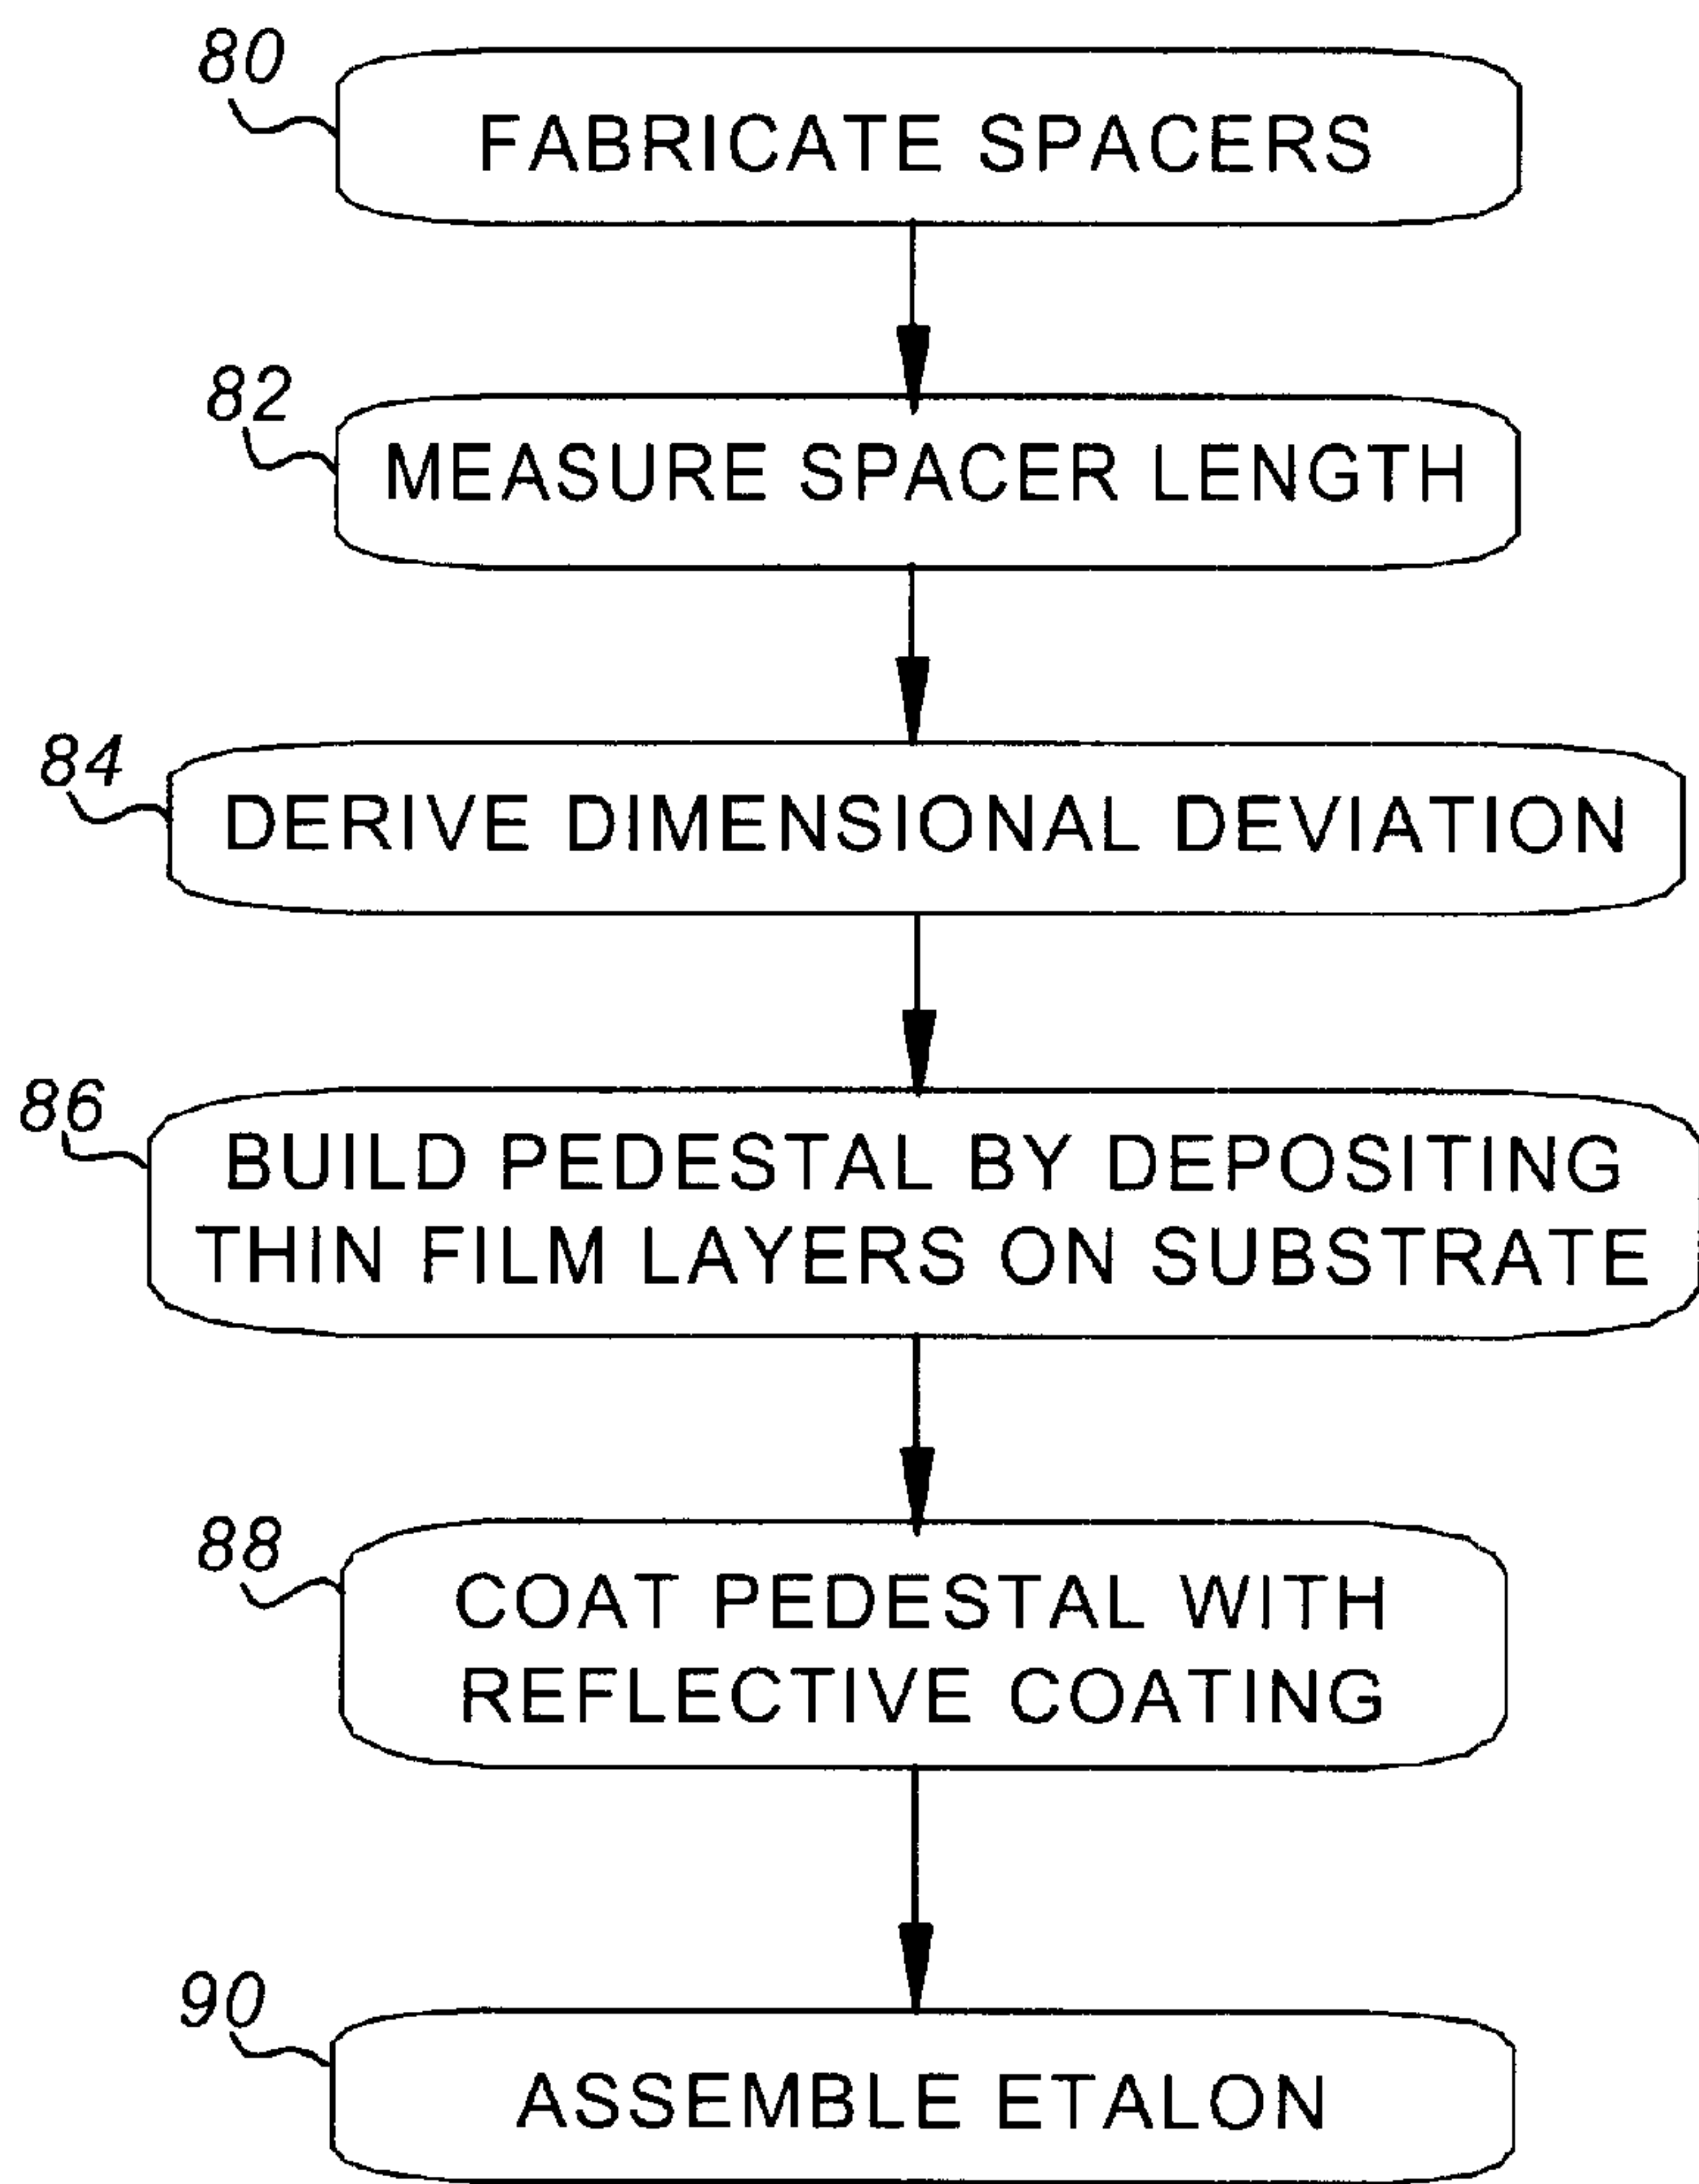 80
FABRICATE SPACERS
82
MEASURE SPACER LENGTH
84
DERIVE DIMENSIONAL DEVIATION
86
BUILD PEDESTAL BY DEPOSITING
THIN FILM LAYERS ON SUBSTRATE
88
COAT PEDESTAL WITH
REFLECTIVE COATING
90
ASSEMBLE ETALON